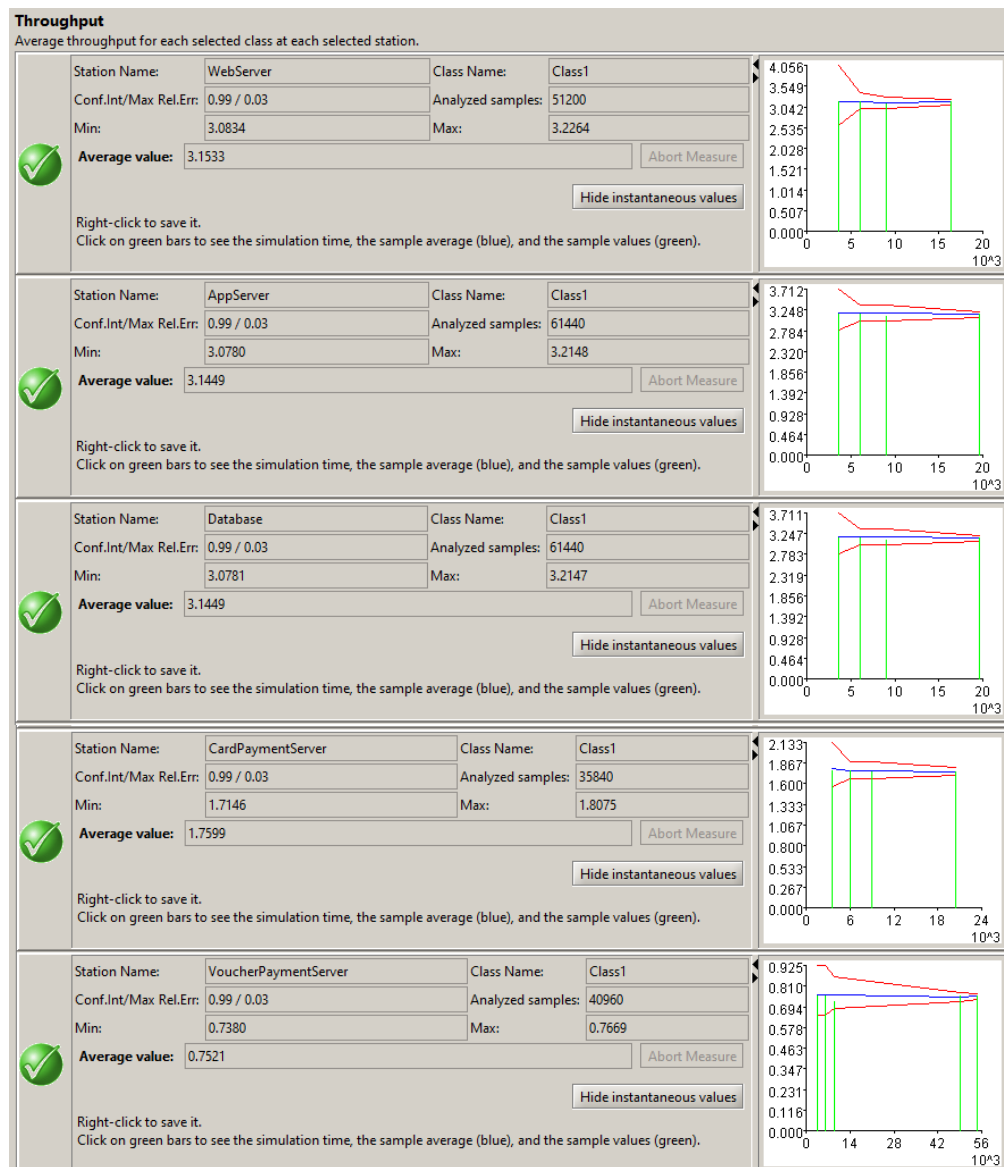 Throughput
Average throughput for each selected class at each selected station.
Station Name: WebServer Class Name: Class1
Conf.Int/Max Rel.Err: 0.99 / 0.03 Analyzed samples: 51200
Min: 3.0834 Max: 3.2264
Average value: 3.1533 Abort Measure
Hide instantaneous values
Right-click to save it.
Click on green bars to see the simulation time, the sample average (blue), and the sample values (green).
4.056
3.549
3.042
2.535
2.028
1.521
1.014
0.507
0.000
0 5 10 15 20
10^3
Station Name: AppServer Class Name: Class1
Conf.Int/Max Rel.Err: 0.99 / 0.03 Analyzed samples: 61440
Min: 3.0780 Max: 3.2148
Average value: 3.1449 Abort Measure
Hide instantaneous values
Right-click to save it.
Click on green bars to see the simulation time, the sample average (blue), and the sample values (green).
3.712
3.248
2.784
2.320
1.856
1.392
0.928
0.464
0.000
0 5 10 15 20
10^3
Station Name: Database Class Name: Class1
Conf.Int/Max Rel.Err: 0.99 / 0.03 Analyzed samples: 61440
Min: 3.0781 Max: 3.2147
Average value: 3.1449 Abort Measure
Hide instantaneous values
Right-click to save it.
Click on green bars to see the simulation time, the sample average (blue), and the sample values (green).
3.711
3.247
2.783
2.319
1.856
1.392
0.928
0.464
0.000
0 5 10 15 20
10^3
Station Name: CardPaymentServer Class Name: Class1
Conf.Int/Max Rel.Err: 0.99 / 0.03 Analyzed samples: 35840
Min: 1.7146 Max: 1.8075
Average value: 1.7599 Abort Measure
Hide instantaneous values
Right-click to save it.
Click on green bars to see the simulation time, the sample average (blue), and the sample values (green).
2.133
1.867
1.600
1.333
1.067
0.800
0.533
0.267
0.000
0 6 12 18 24
10^3
Station Name: VoucherPaymentServer Class Name: Class1
Conf.Int/Max Rel.Err: 0.99 / 0.03 Analyzed samples: 40960
Min: 0.7380 Max: 0.7669
Average value: 0.7521 Abort Measure
Hide instantaneous values
Right-click to save it.
Click on green bars to see the simulation time, the sample average (blue), and the sample values (green).
0.925
0.810
0.694
0.578
0.463
0.347
0.231
0.116
0.000
0 14 28 42 56
10^3